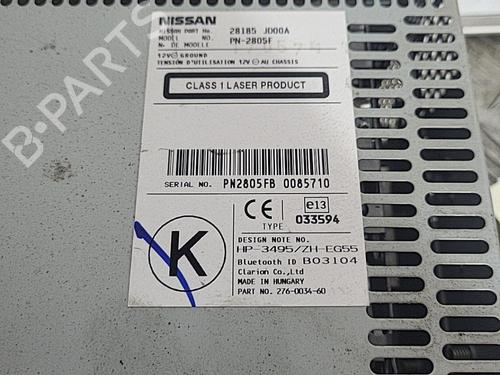 NISSAN
NISSAN PART No. 28185 JD00A
MODEL NO. PN-2805F
No DE MODELE
12V ⊖ GROUND
TENSION D'UTILISATION 12V ⊖ AU CHASSIS
CLASS 1 LASER PRODUCT
SERIAL NO. PN2805FB 0085710
CE e13
TYPE 033594
K
DESIGN NOTE NO.
HP-3495/ZH-EG55
Bluetooth ID B03104
Clarion Co.,Ltd
MADE IN HUNGARY
PART NO. 276-0034-60
B-PARTS